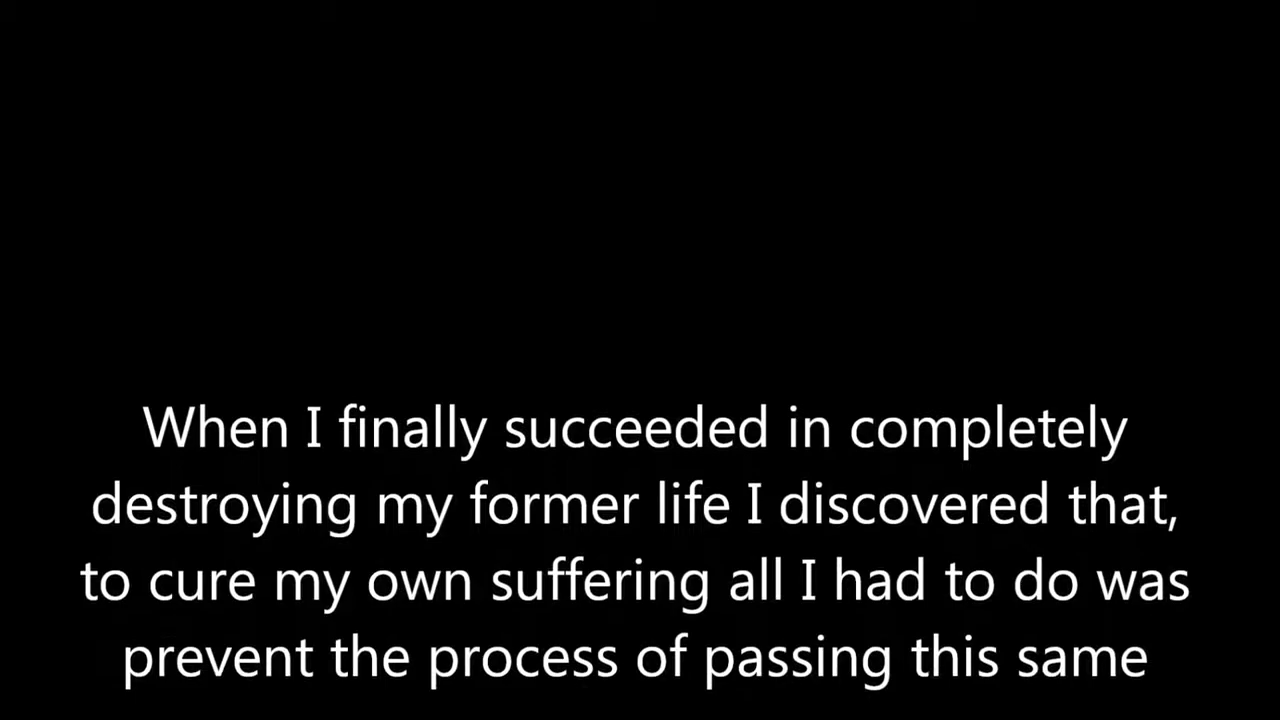 When I finally succeeded in completely
destroying my former life I discovered that,
to cure my own suffering all I had to do was
prevent the process of passing this same